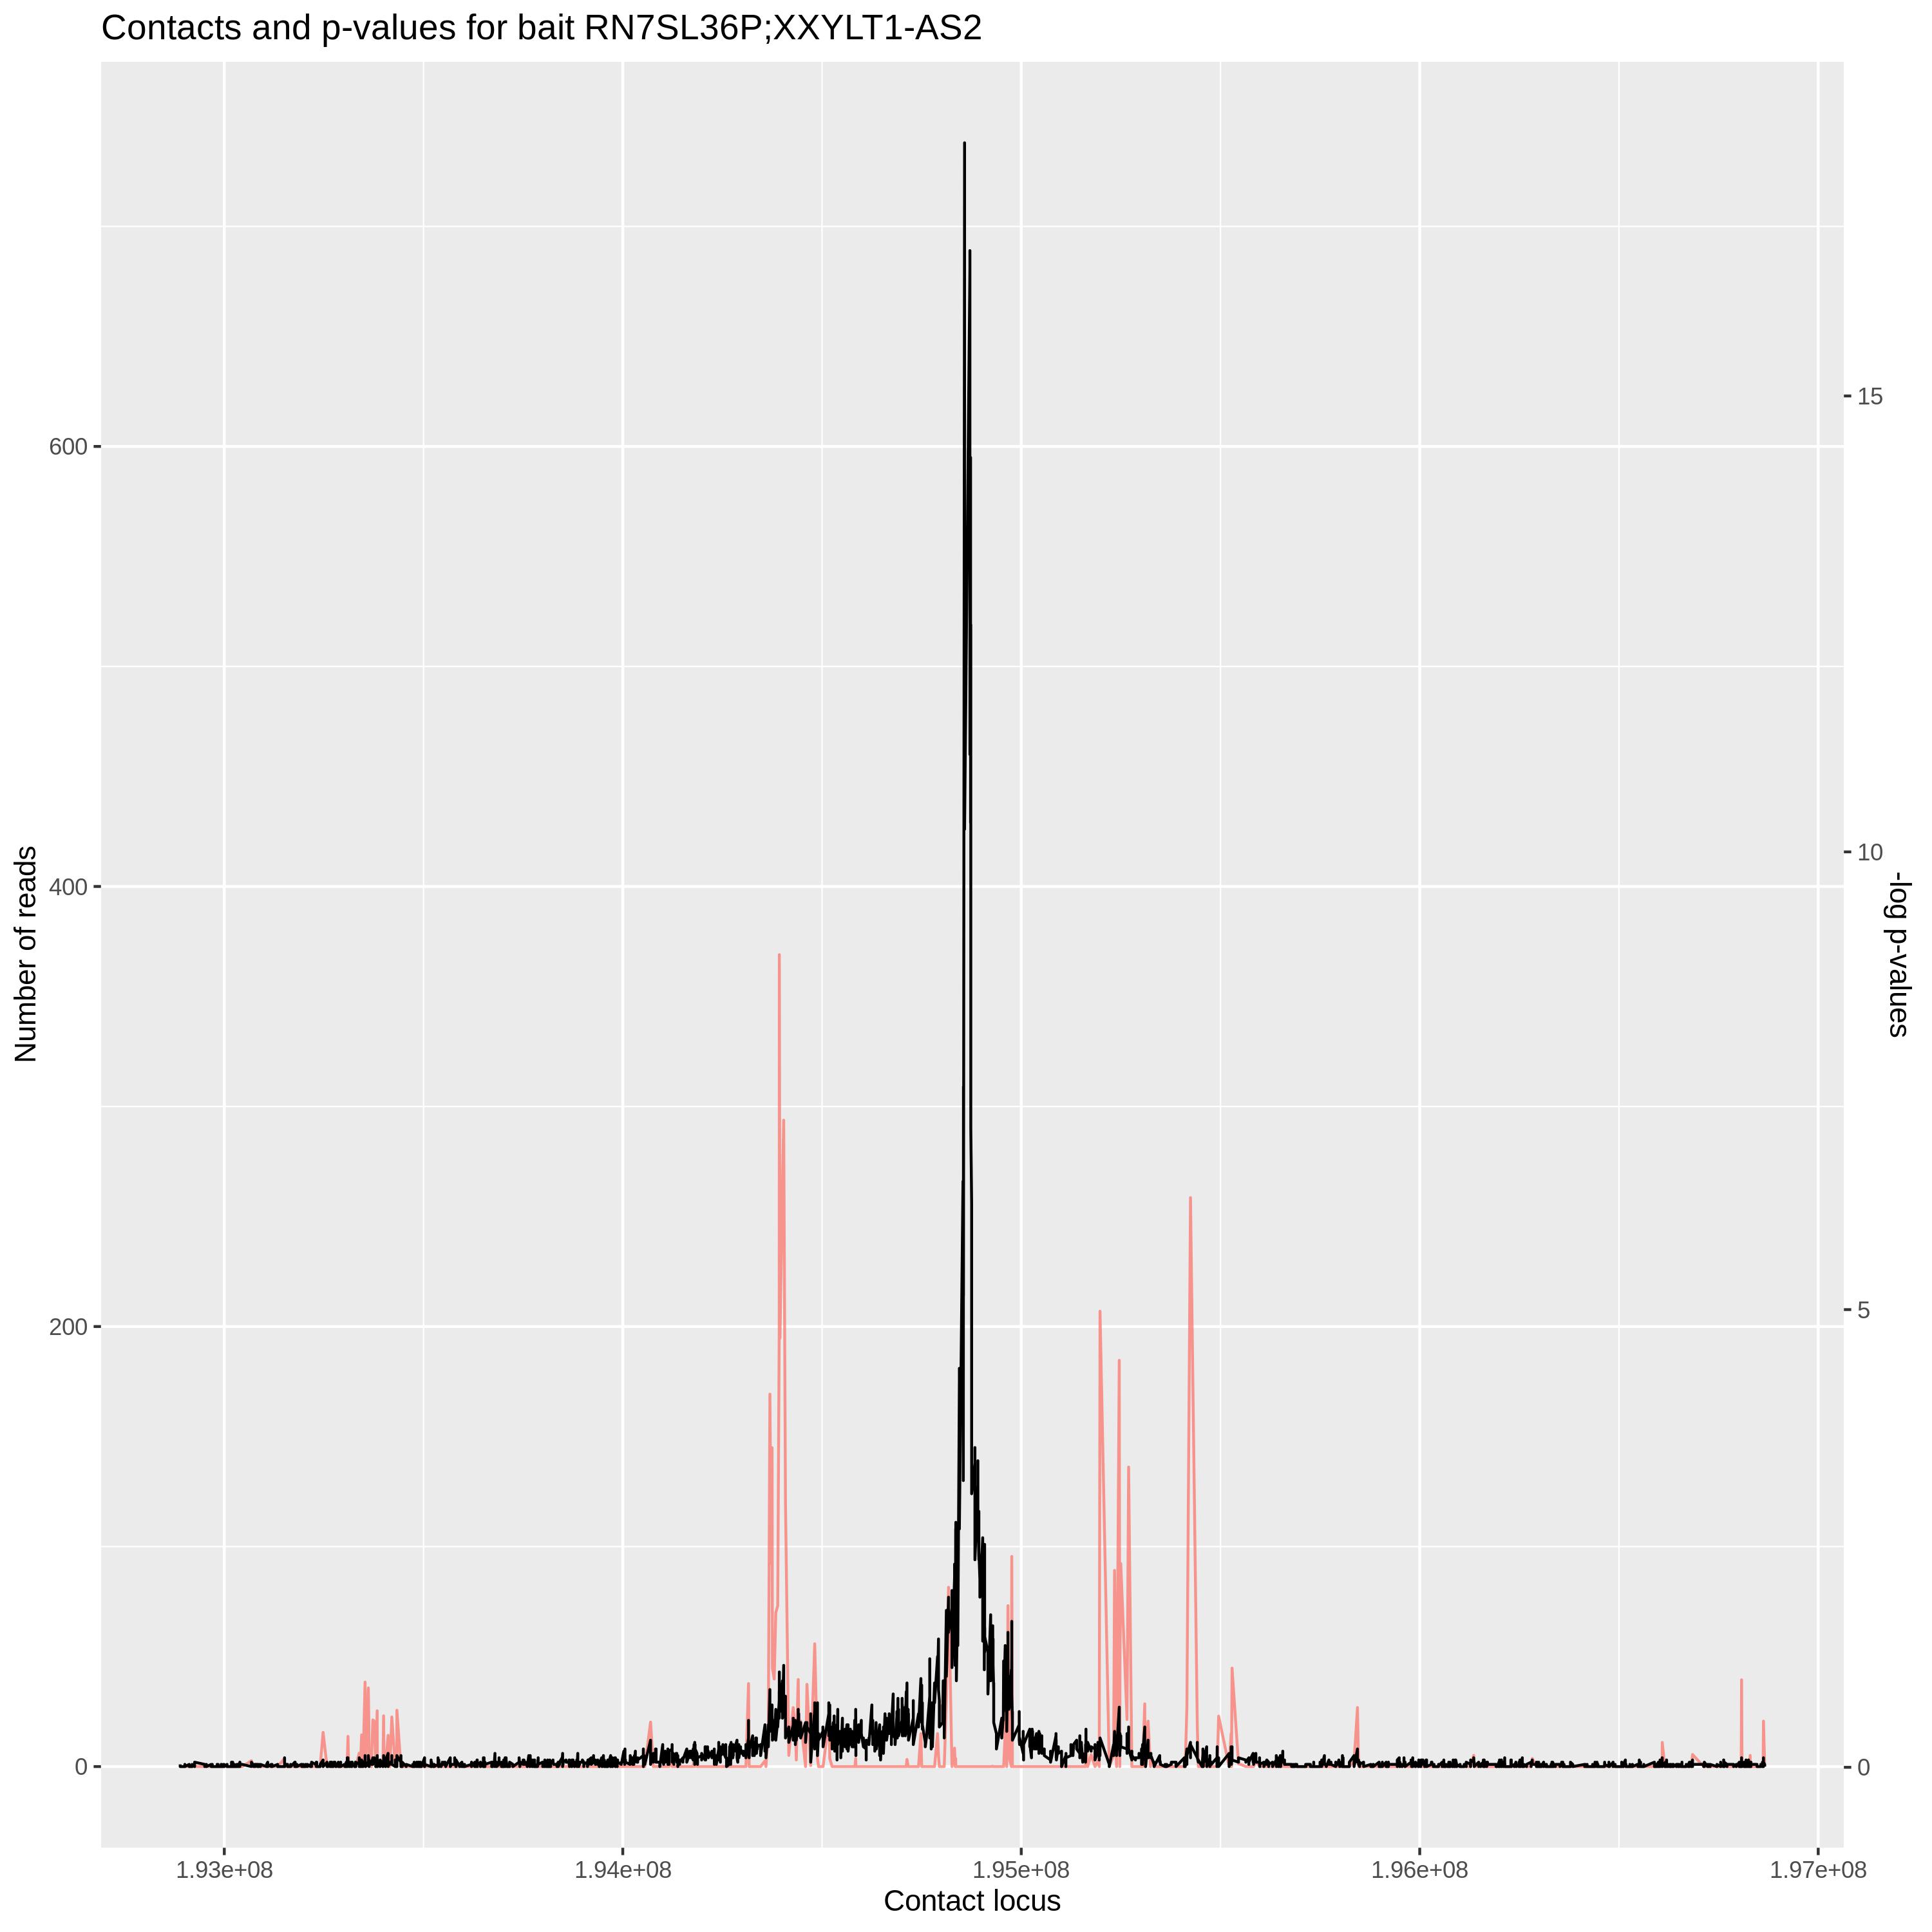 Contacts and p-values for bait RN7SL36P;XXYLT1-AS2
600
400
200
0
Number of reads
15
10
5
0
-log p-values
1.93e+08
1.94e+08
1.95e+08
1.96e+08
1.97e+08
Contact locus